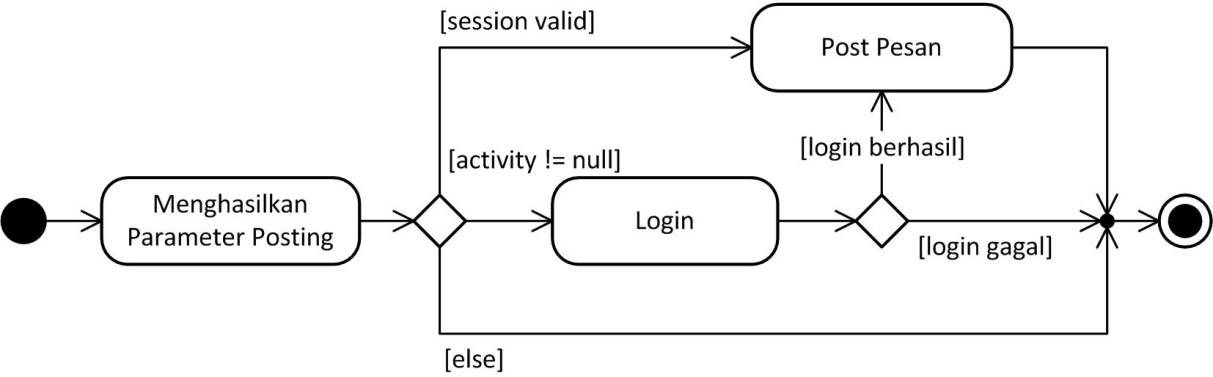 [session valid]
Post Pesan
[activity != null]
[login berhasil]
Menghasilkan
Parameter Posting
Login
[login gagal]
[else]